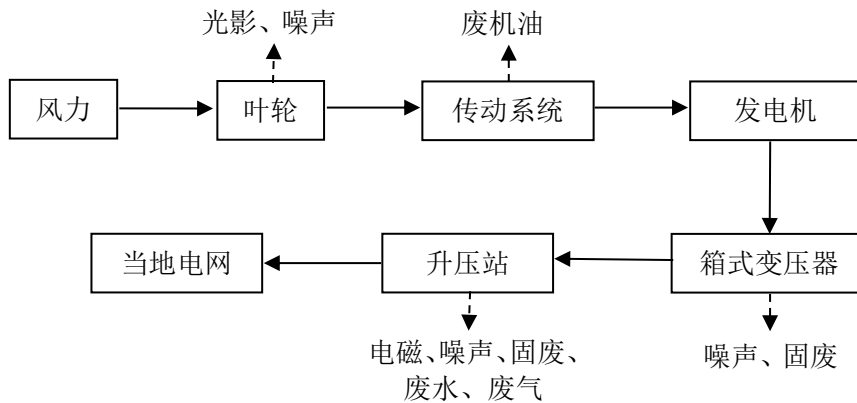 光影、噪声
废机油
风力
叶轮
传动系统
发电机
当地电网
升压站
箱式变压器
电磁、噪声、固废、
废水、废气
噪声、固废